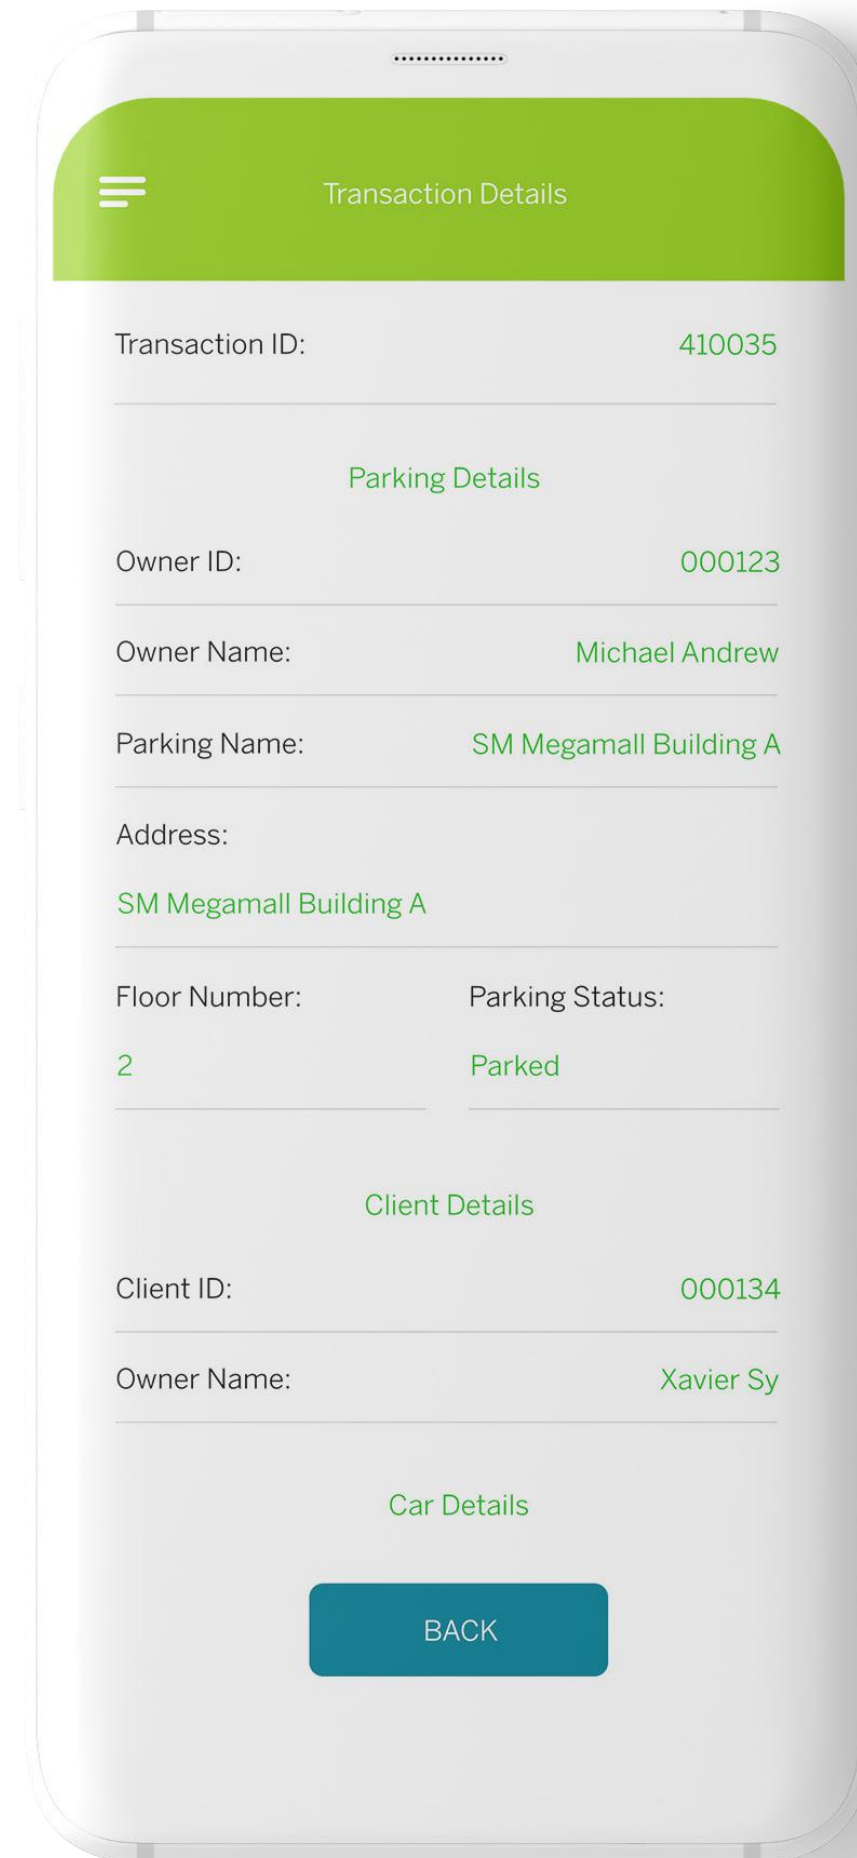 Transaction Details
Transaction ID: 410035
Parking Details
Owner ID: 000123
Owner Name: Michael Andrew
Parking Name: SM Megamall Building A
Address:
SM Megamall Building A
Floor Number: Parking Status:
2 Parked
Client Details
Client ID: 000134
Owner Name: Xavier Sy
Car Details
BACK